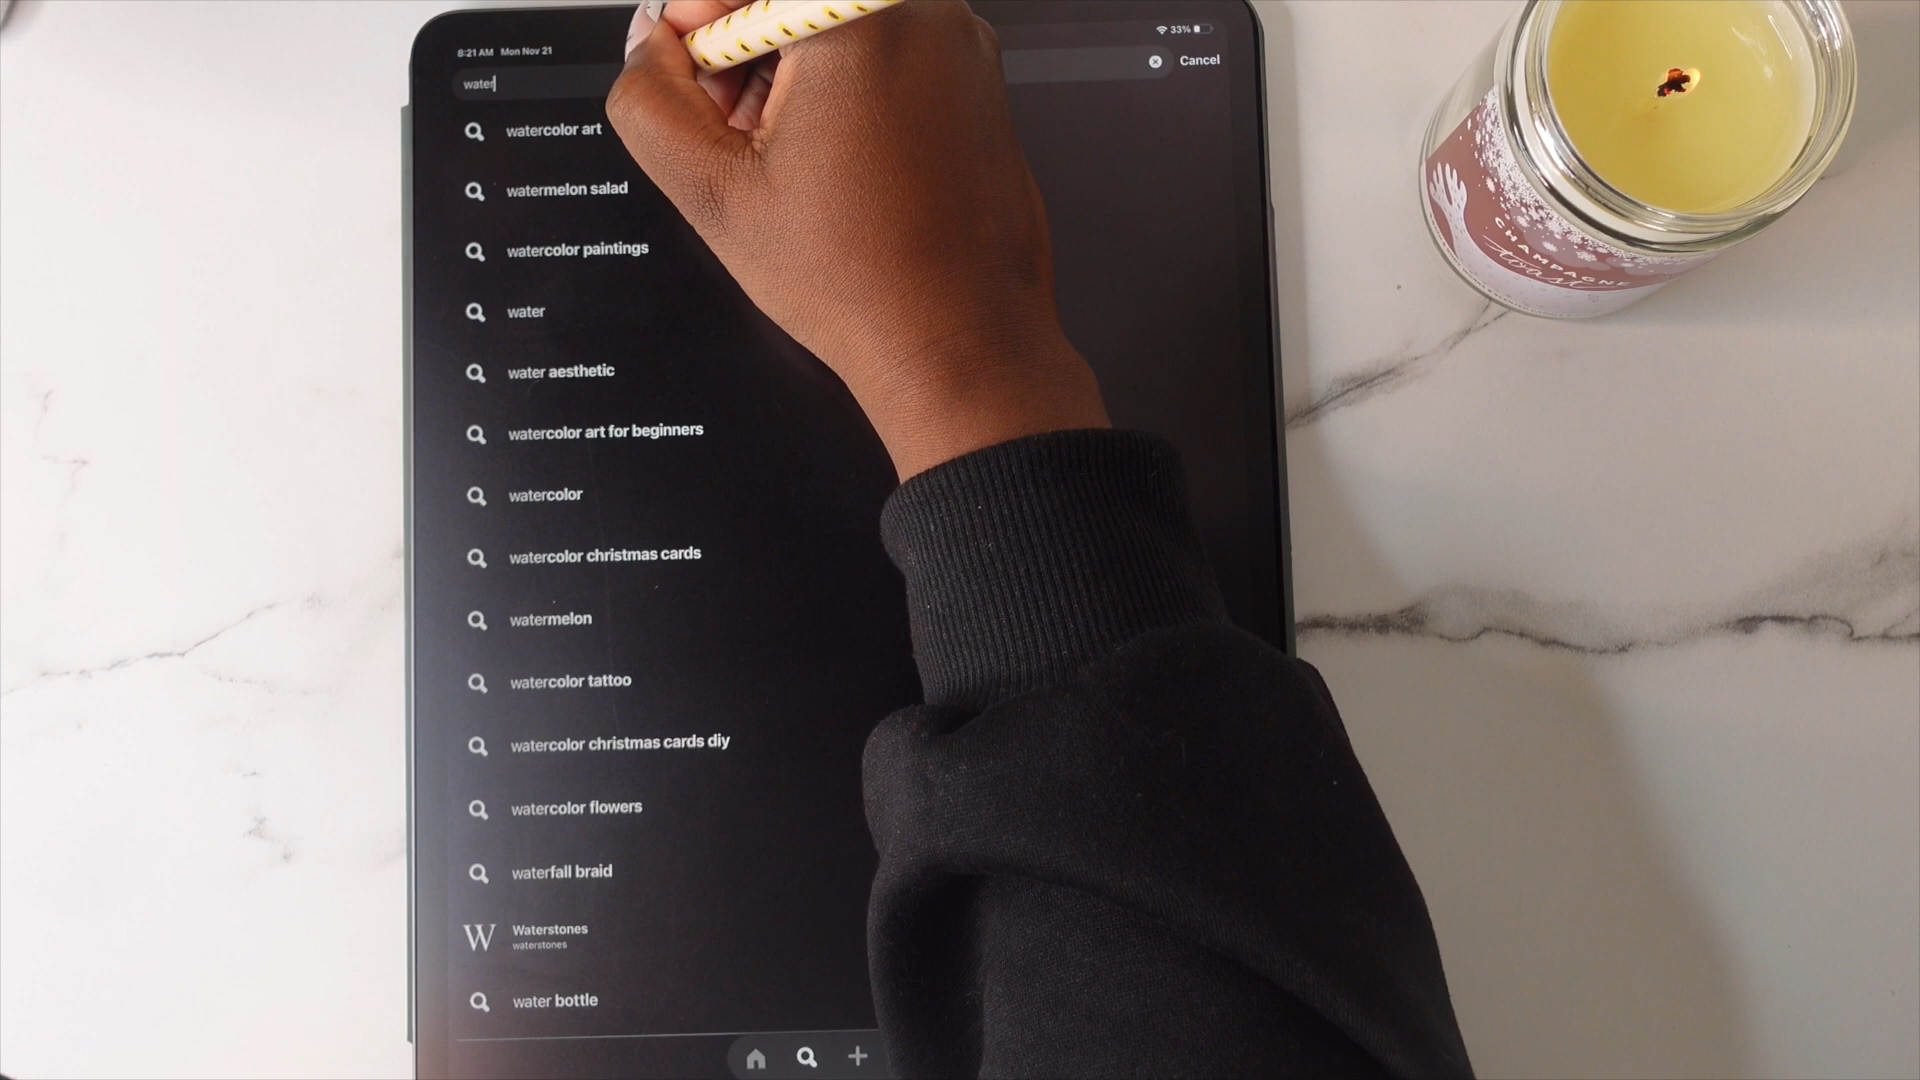 8:21 AM Mon Nov 21
33%
water
Cancel
watercolor art
watermelon salad
watercolor paintings
water
water aesthetic
watercolor art for beginners
watercolor
watercolor christmas cards
watermelon
watercolor tattoo
watercolor christmas cards diy
watercolor flowers
waterfall braid
W
Waterstones
waterstones
water bottle
CHAMPAGNE
toast